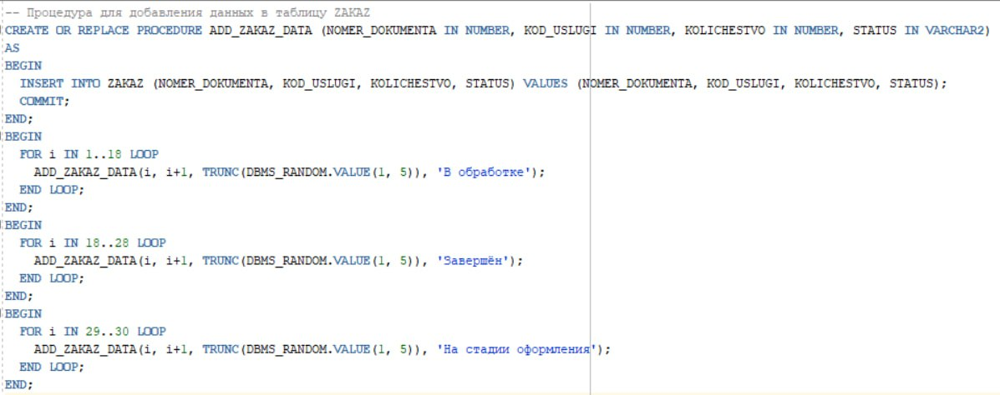 -- Процедура для добавления данных в таблицу ZAKAZ
CREATE OR REPLACE PROCEDURE ADD_ZAKAZ_DATA (NOMER_DOKUMENTA IN NUMBER, KOD_USLUGI IN NUMBER, KOLICHESTVO IN NUMBER, STATUS IN VARCHAR2)
AS
BEGIN
  INSERT INTO ZAKAZ (NOMER_DOKUMENTA, KOD_USLUGI, KOLICHESTVO, STATUS) VALUES (NOMER_DOKUMENTA, KOD_USLUGI, KOLICHESTVO, STATUS);
  COMMIT;
END;
BEGIN
  FOR i IN 1..18 LOOP
    ADD_ZAKAZ_DATA(i, i+1, TRUNC(DBMS_RANDOM.VALUE(1, 5)), 'В обработке');
  END LOOP;
END;
BEGIN
  FOR i IN 18..28 LOOP
    ADD_ZAKAZ_DATA(i, i+1, TRUNC(DBMS_RANDOM.VALUE(1, 5)), 'Завершён');
  END LOOP;
END;
BEGIN
  FOR i IN 29..30 LOOP
    ADD_ZAKAZ_DATA(i, i+1, TRUNC(DBMS_RANDOM.VALUE(1, 5)), 'На стадии оформления');
  END LOOP;
END;